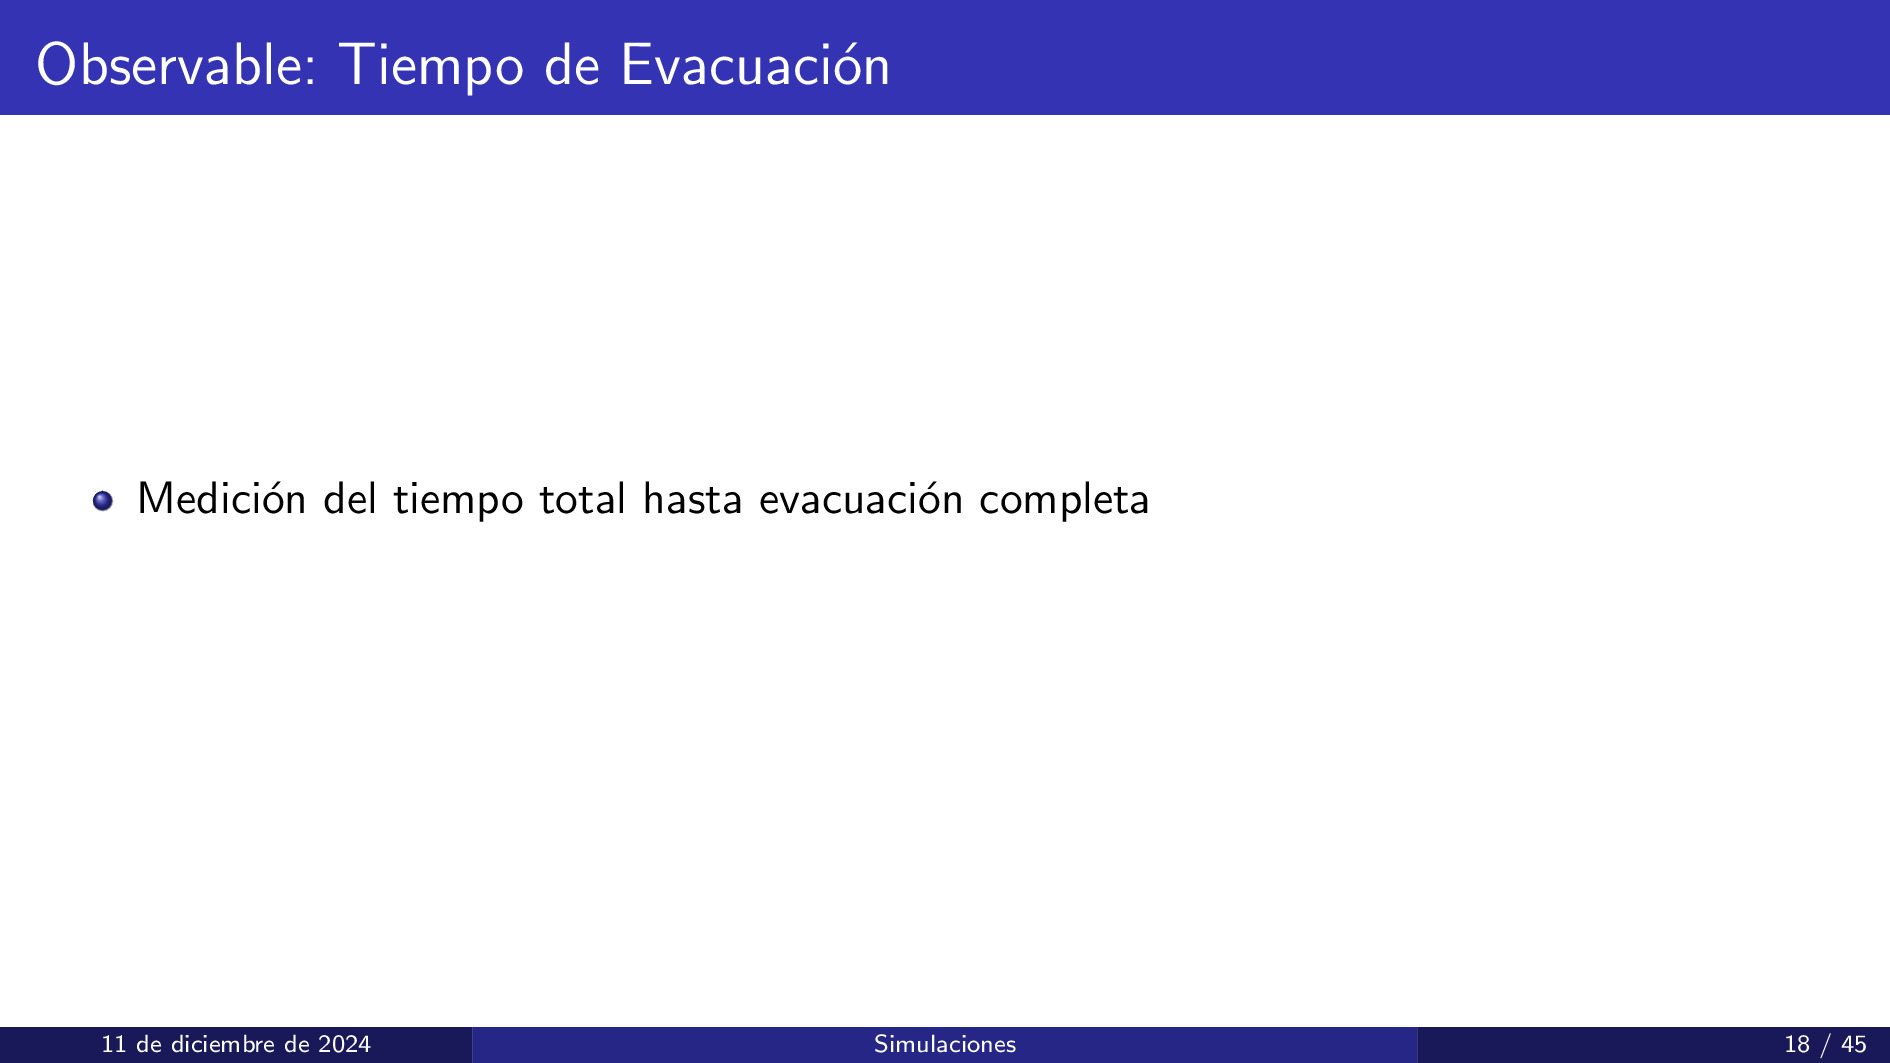 Observable: Tiempo de Evacuación
Medición del tiempo total hasta evacuación completa
11 de diciembre de 2024
Simulaciones
18 / 45